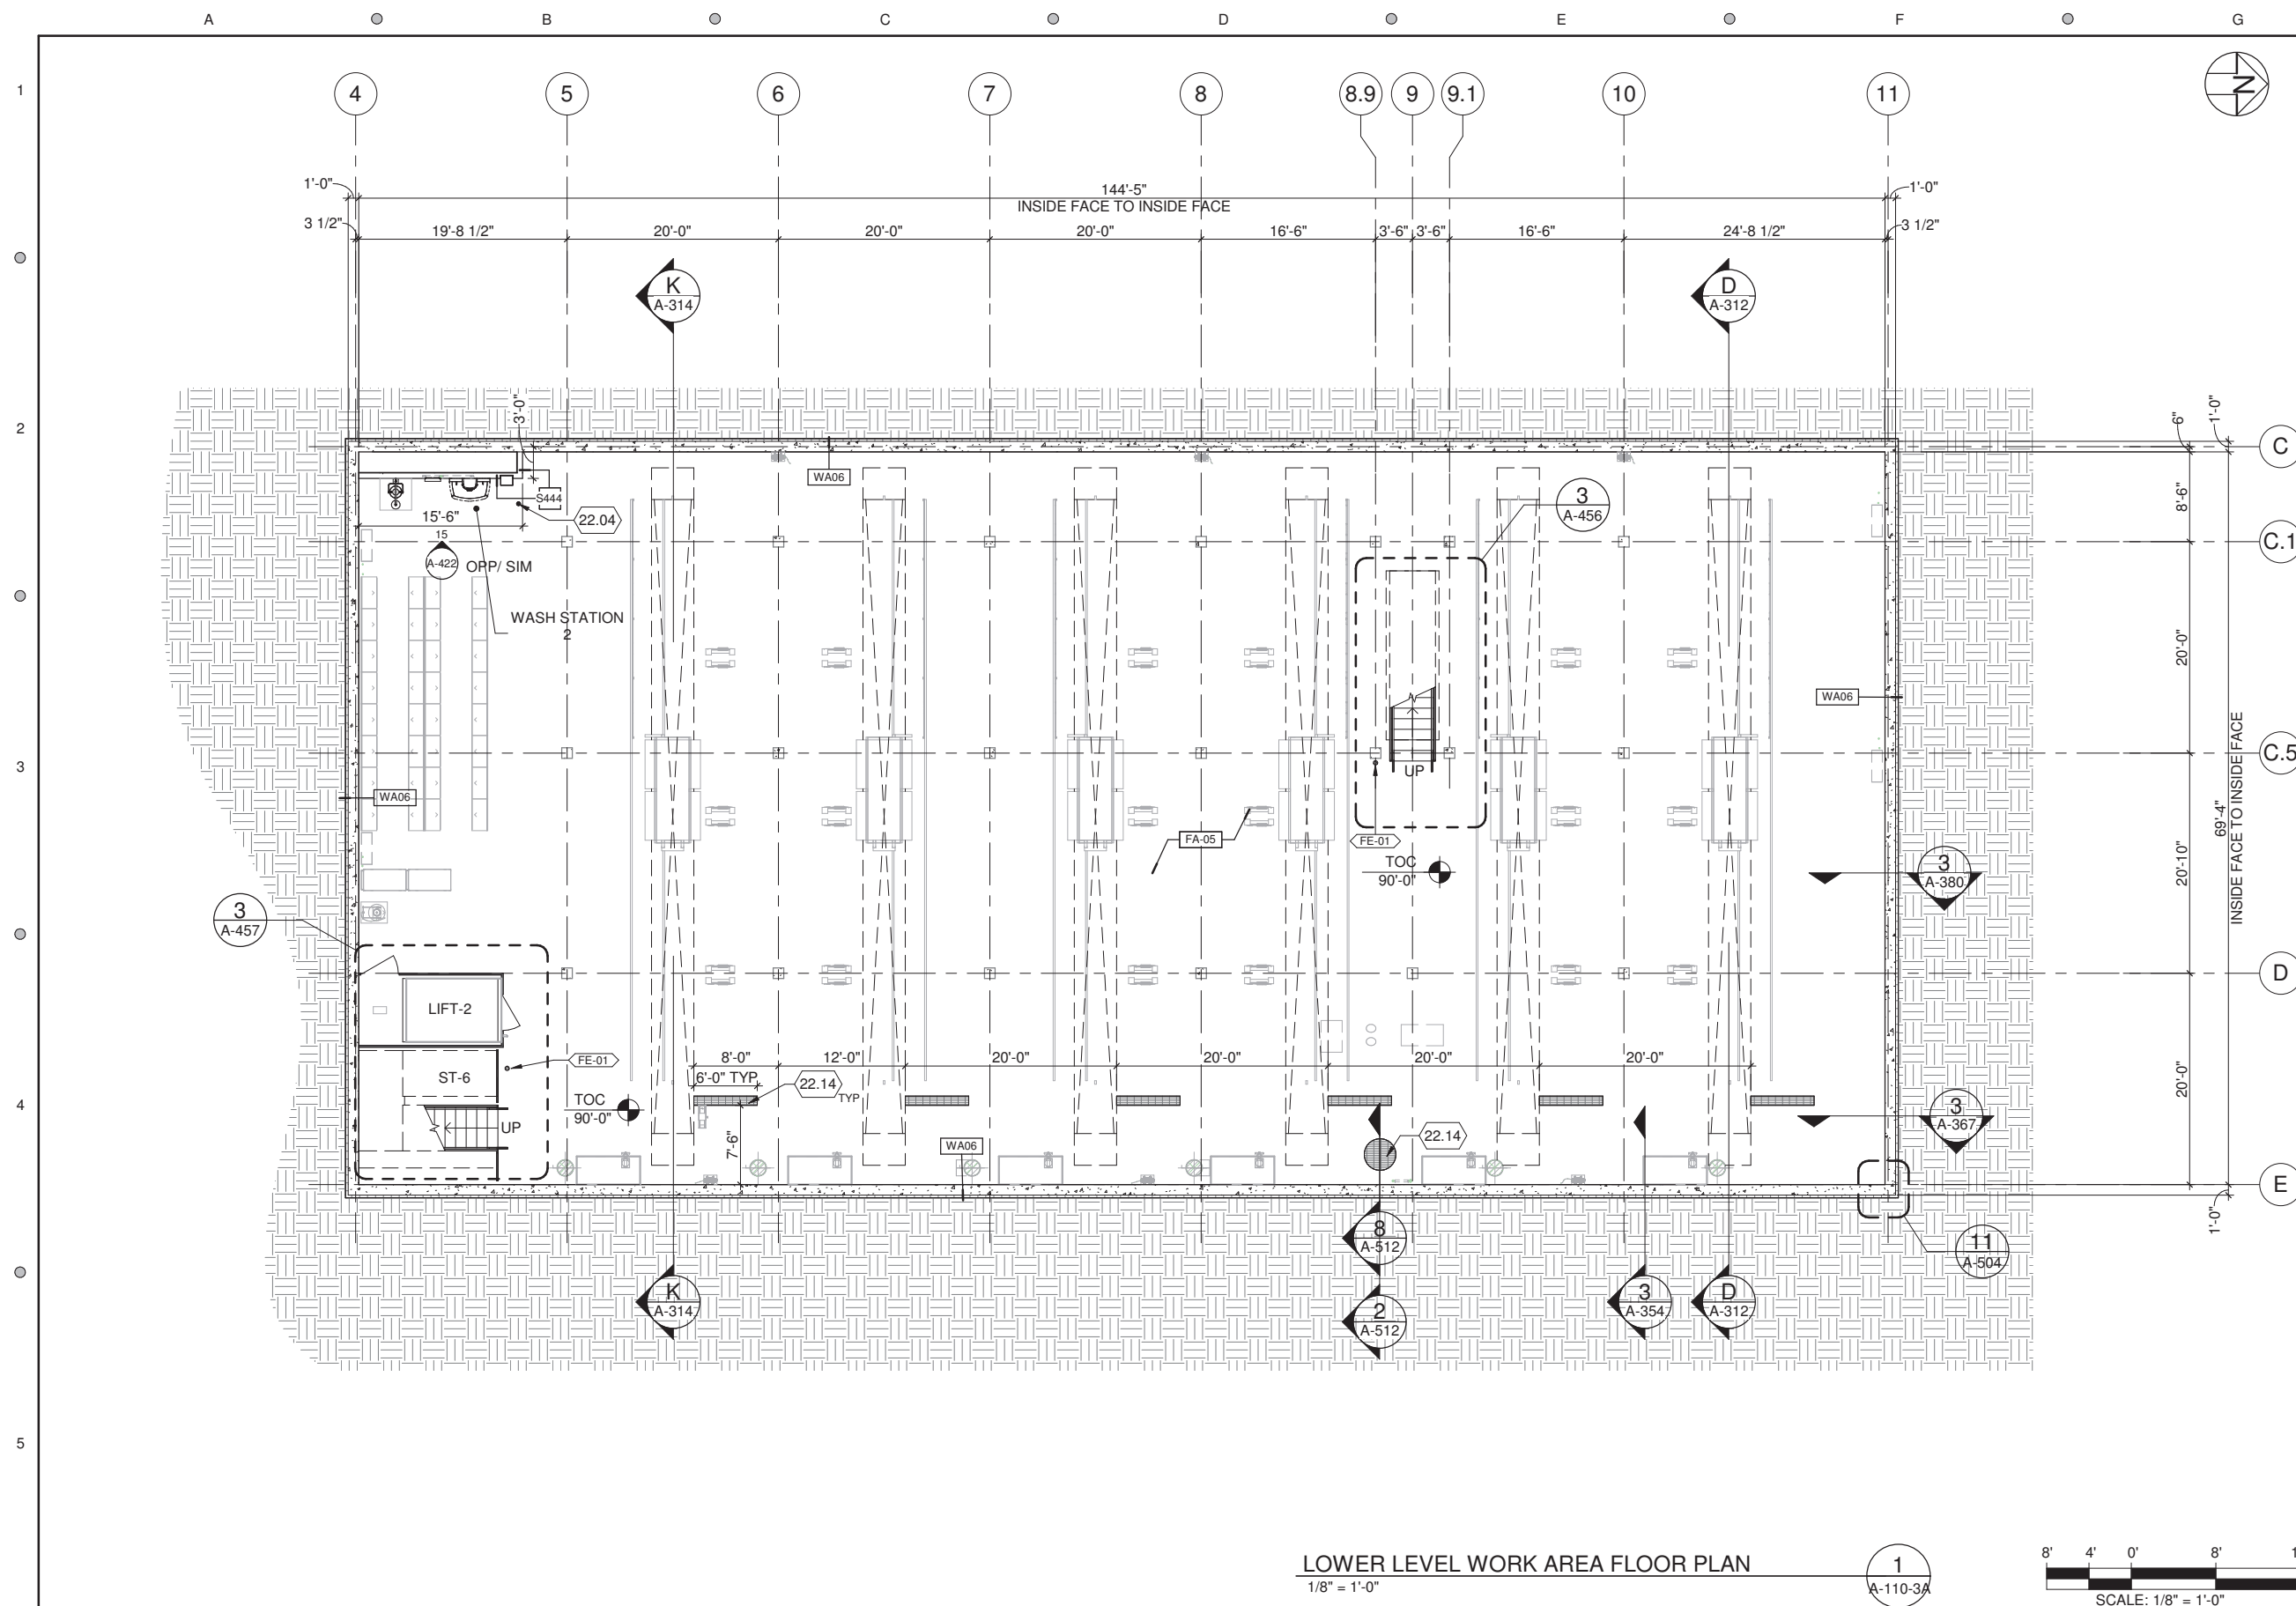 A B C D E F G
1
2
3
4
5
4 5 6 7 8 8.9 9 9.1 10 11
N
1'-0" 144'-5" 1'-0"
INSIDE FACE TO INSIDE FACE
3 1/2" 19'-8 1/2" 20'-0" 20'-0" 20'-0" 16'-6" 3'-6" 3'-6" 16'-6" 24'-8 1/2" 3 1/2"
K
A-314
D
A-312
3'-0"
6"
1'-0"
C
WA06
S444
22.04
15'-6"
3
A-456
8'-6"
15
A-422
OPP/ SIM
C.1
WASH STATION
2
20'-0"
WA06
INSIDE FACE TO INSIDE FACE
69'-4"
C.5
UP
WA06
FA-05
FE-01
TOC
90'-0"
3
A-380
20'-10"
3
A-457
D
LIFT-2
8'-0" 12'-0" 20'-0" 20'-0" 20'-0" 20'-0"
FE-01
ST-6
6'-0" TYP
22.14
TYP
20'-0"
TOC
90'-0"
UP
7'-6"
WA06
22.14
3
A-367
E
1'-0"
8
A-512
11
A-504
K
A-314
2
A-512
3
A-354
D
A-312
LOWER LEVEL WORK AREA FLOOR PLAN
1/8" = 1'-0"
1
A-110-3A
8' 4' 0' 8'
SCALE: 1/8" = 1'-0"